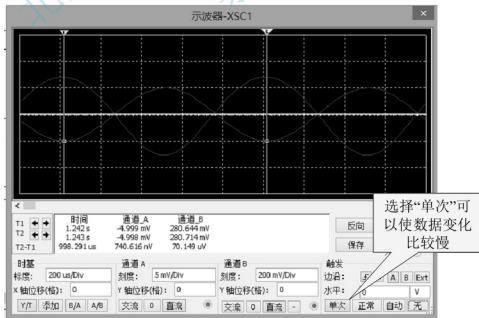 示波器-XSC1
×
时间 通道_A 通道_B
T1 1.242 s -4.999 mV 280.644 mV
T2 1.243 s -4.998 mV 280.714 mV
T2-T1 998.291 us 740.616 nV 70.149 uV
反向
保存
选择“单次”可
以使数据变化
比较慢
时基 通道 A 通道 B 触发
标度: 200 us/Div 刻度: 5 mV/Div 刻度: 200 mV/Div 边沿: A B Ext
X 轴位移(格): 0 Y 轴位移(格): 0 Y 轴位移(格): 0 水平: 0 V
Y/T 添加 B/A A/B 交流 0 直流 交流 0 直流 - 单次 正常 自动 无